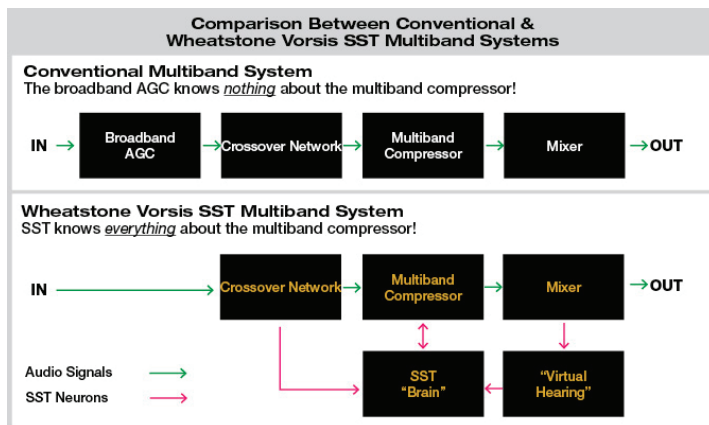 Comparison Between Conventional &
Wheatstone Vorsis SST Multiband Systems
Conventional Multiband System
The broadband AGC knows nothing about the multiband compressor!
IN
Broadband
AGC
Crossover Network
Multiband
Compressor
Mixer
OUT
Wheatstone Vorsis SST Multiband System
SST knows everything about the multiband compressor!
IN
Crossover Network
Multiband
Compressor
Mixer
OUT
Audio Signals
SST Neurons
SST
"Brain"
“Virtual
Hearing”